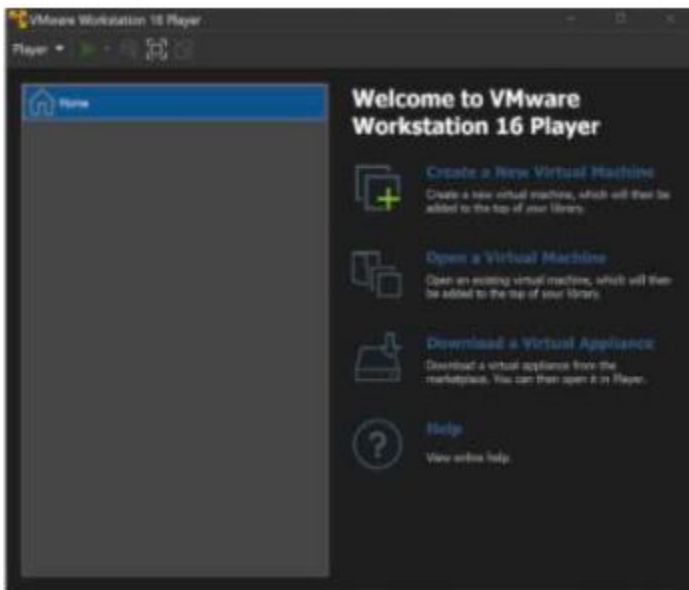 VMware Workstation 16 Player
Player
Home
Welcome to VMware
Workstation 16 Player
Create a New Virtual Machine
Create a new virtual machine, which will then be
added to the top of your library.
Open a Virtual Machine
Open an existing virtual machine, which will then
be added to the top of your library.
Download a Virtual Appliance
Download a virtual appliance from the
marketplace. You can then open it in Player.
Help
View online help.